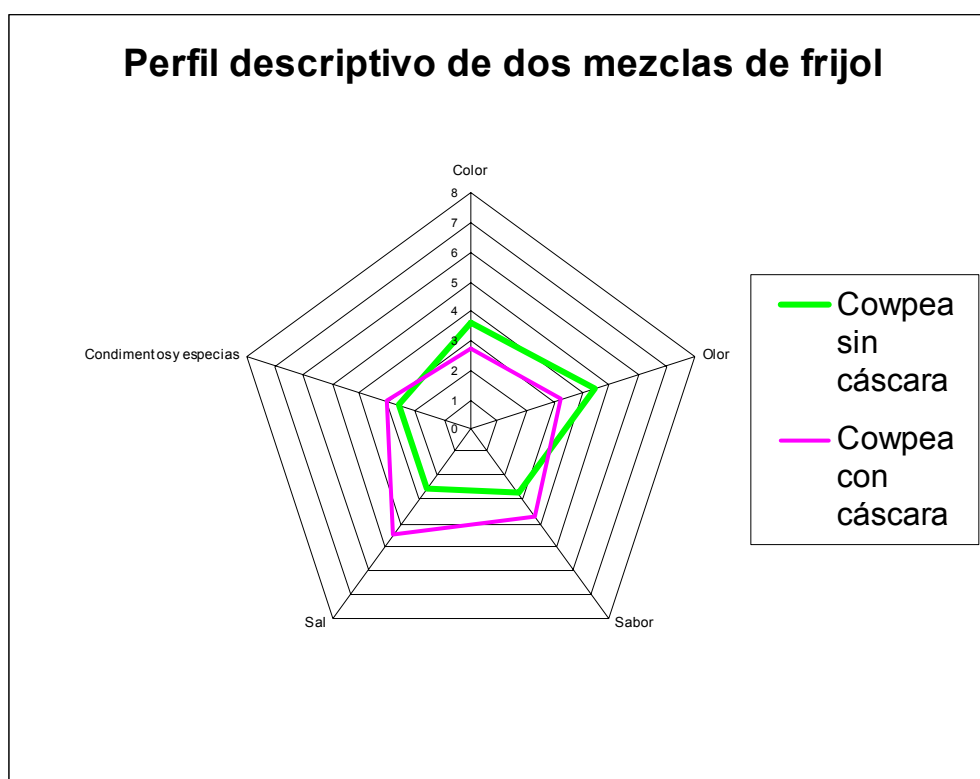 Perfil descriptivo de dos mezclas de frijol
Color
8
7
6
5
4
3
2
1
0
Olor
Sabor
Sal
Condimentosy especias
Cowpea
sin
cáscara
Cowpea
con
cáscara